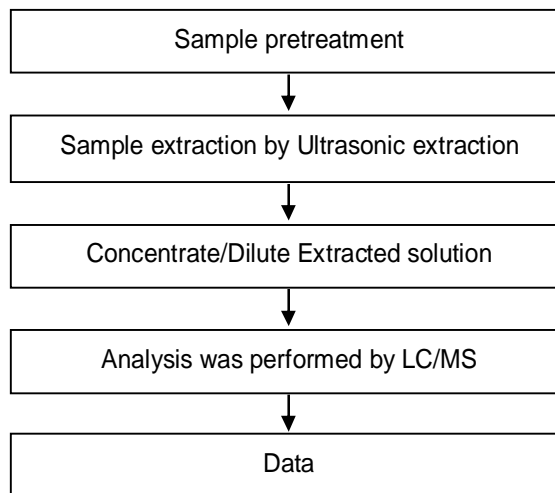 Sample pretreatment
Sample extraction by Ultrasonic extraction
Concentrate/Dilute Extracted solution
Analysis was performed by LC/MS
Data